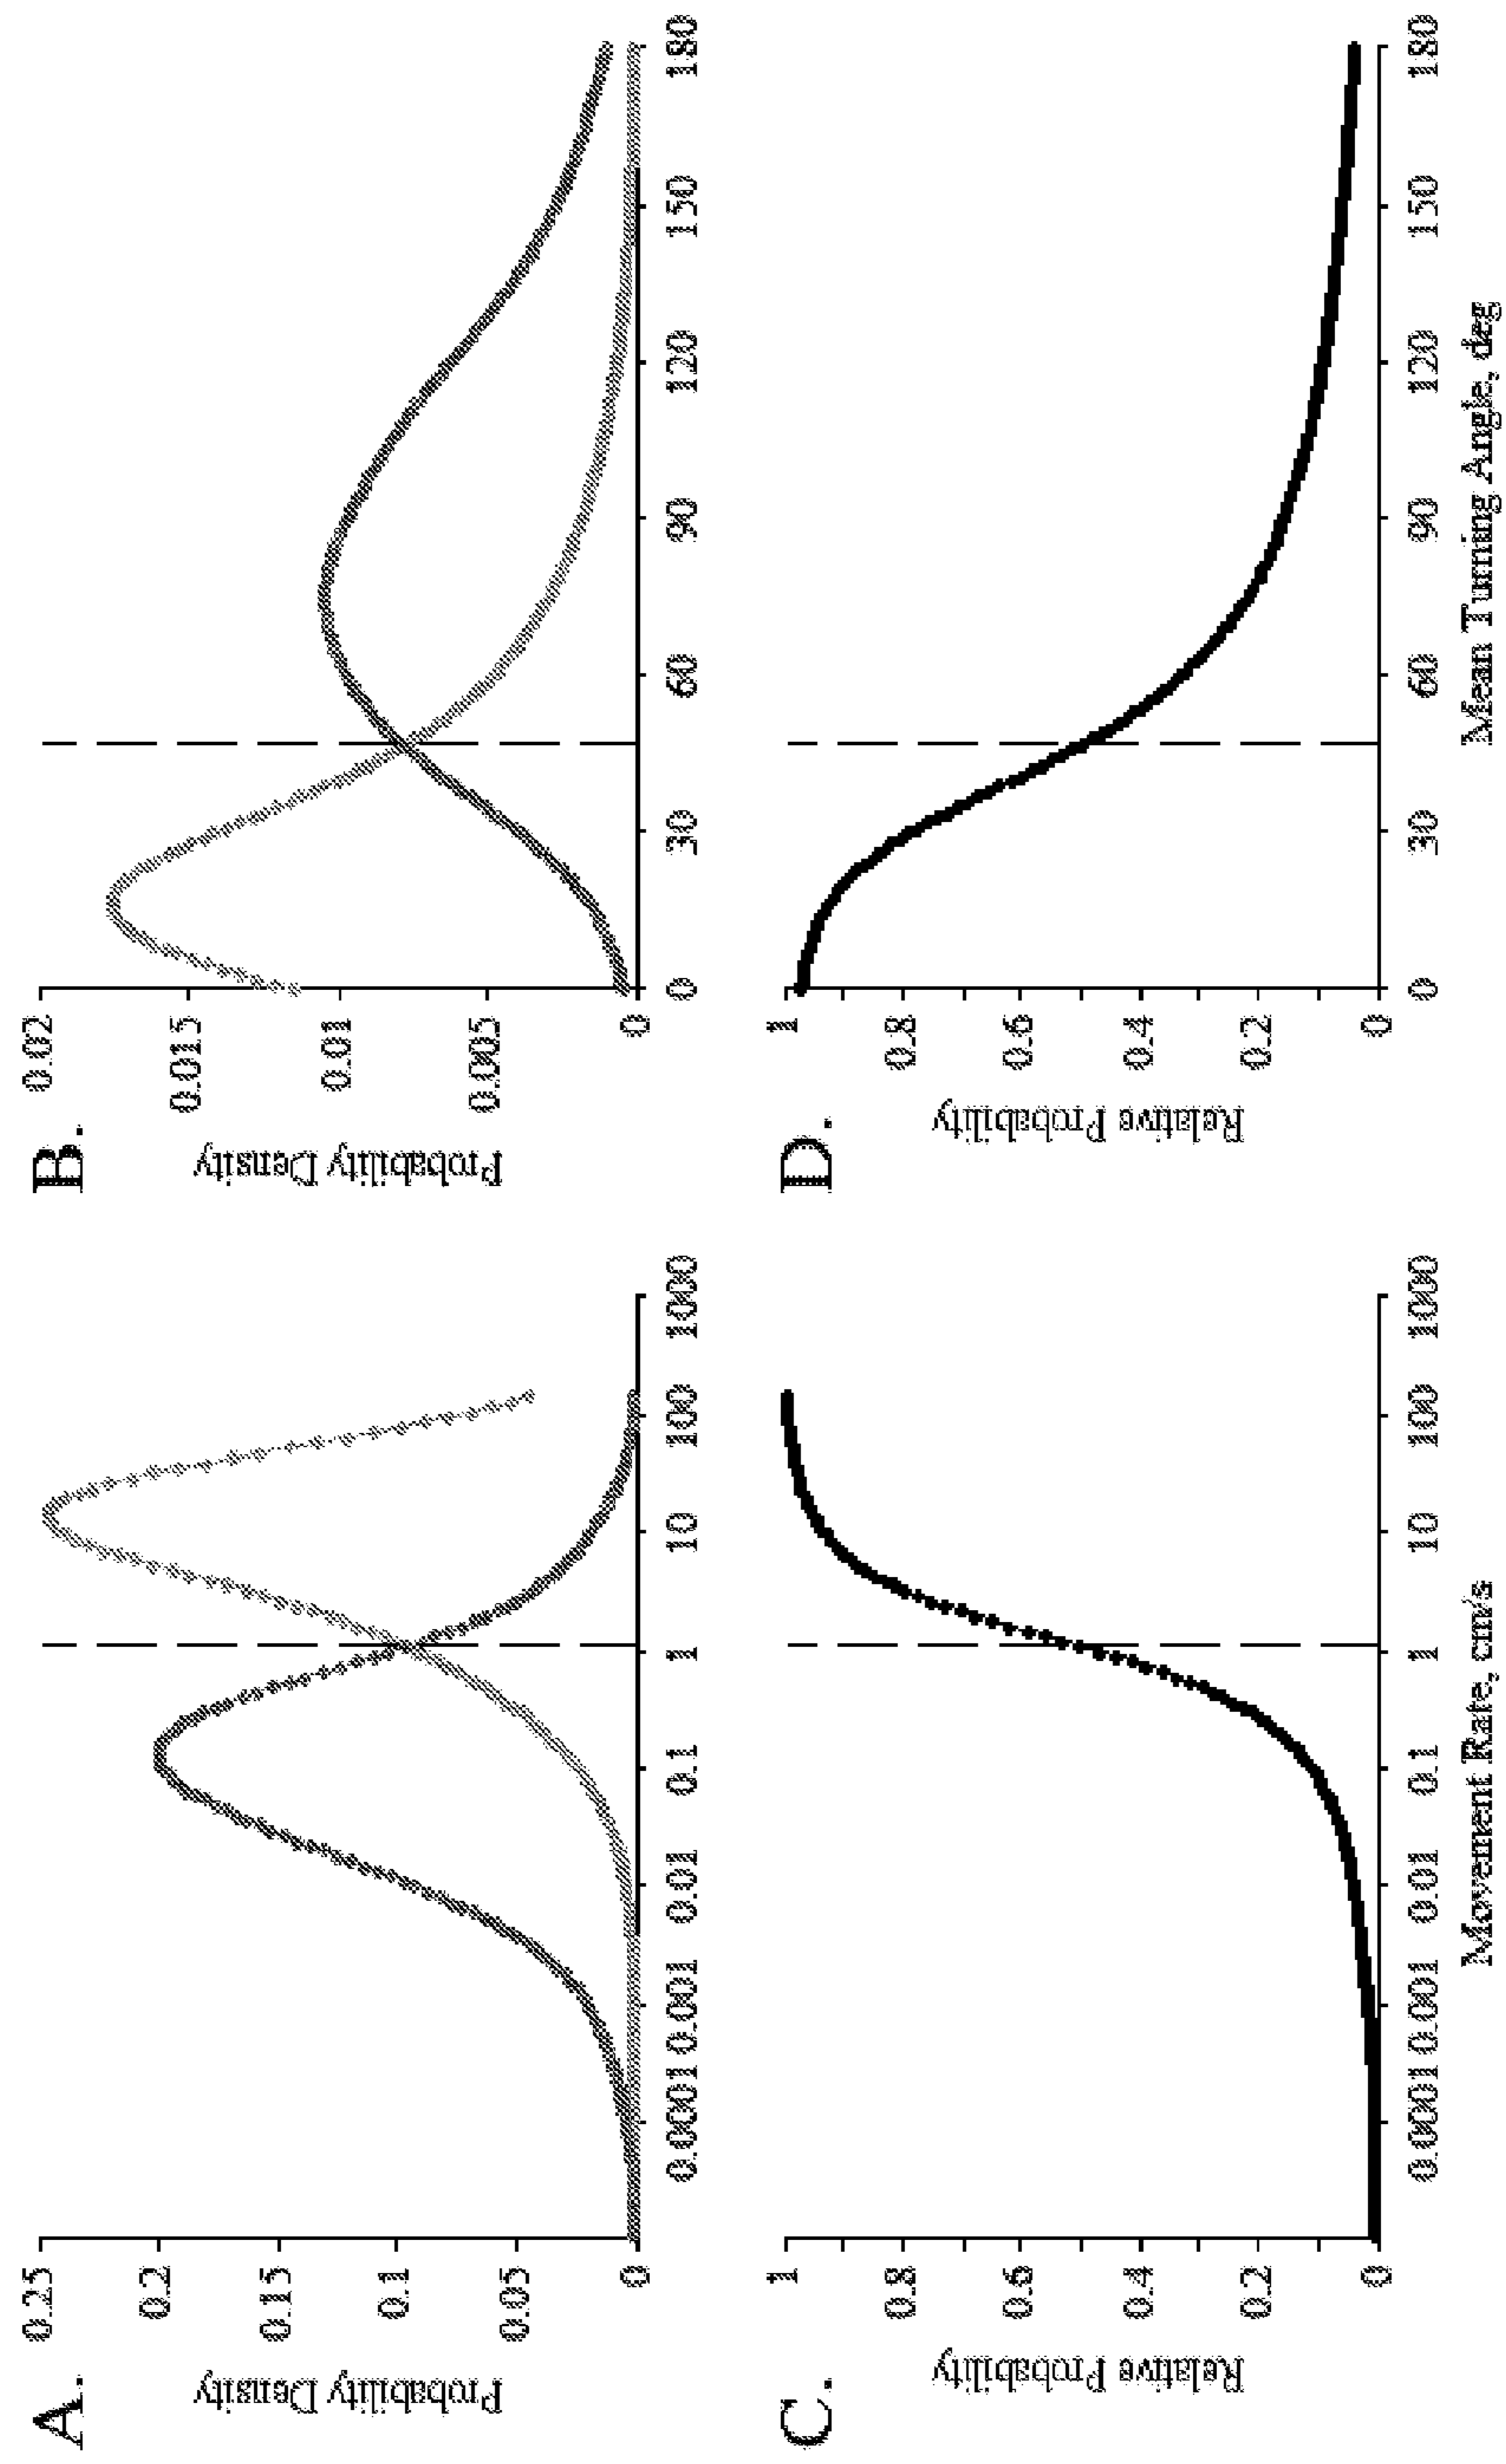 A.
Probability Density
0.25
0.2
0.15
0.1
0.05
0
0.0001 0.001 0.01 0.1 1 10 100 1000
B.
Probability Density
0.02
0.015
0.01
0.005
0
0 30 60 90 120 150 180
C.
Relative Probability
1
0.8
0.6
0.4
0.2
0
0.0001 0.001 0.01 0.1 1 10 100 1000
Movement Rate, cm/s
D.
Relative Probability
1
0.8
0.6
0.4
0.2
0
0 30 60 90 120 150 180
Mean Turning Angle, deg